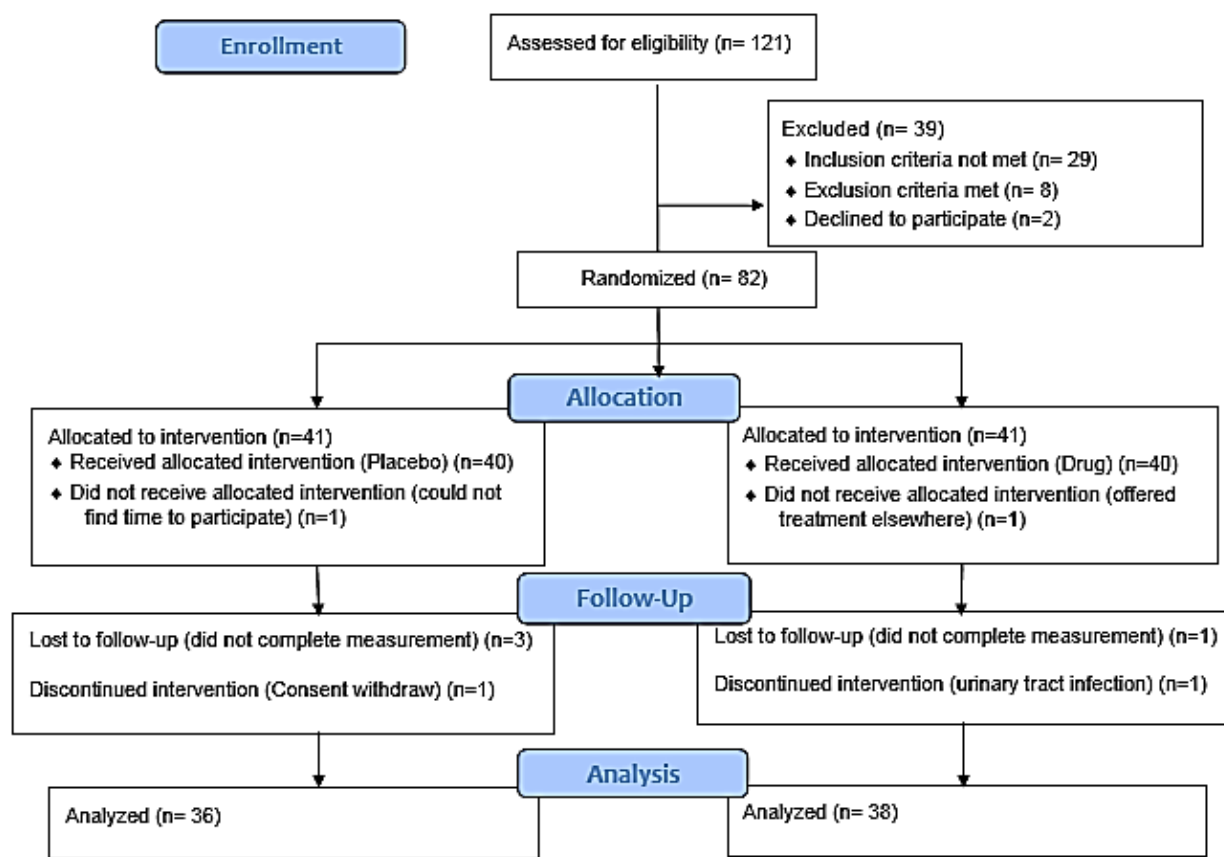 Enrollment
Assessed for eligibility (n= 121)
Excluded (n= 39)
♦ Inclusion criteria not met (n= 29)
♦ Exclusion criteria met (n= 8)
♦ Declined to participate (n=2)
Randomized (n= 82)
Allocation
Allocated to intervention (n=41)
♦ Received allocated intervention (Placebo) (n=40)
♦ Did not receive allocated intervention (could not
find time to participate) (n=1)
Allocated to intervention (n=41)
♦ Received allocated intervention (Drug) (n=40)
♦ Did not receive allocated intervention (offered
treatment elsewhere) (n=1)
Follow-Up
Lost to follow-up (did not complete measurement) (n=3)
Discontinued intervention (Consent withdraw) (n=1)
Lost to follow-up (did not complete measurement) (n=1)
Discontinued intervention (urinary tract infection) (n=1)
Analysis
Analyzed (n= 36)
Analyzed (n= 38)